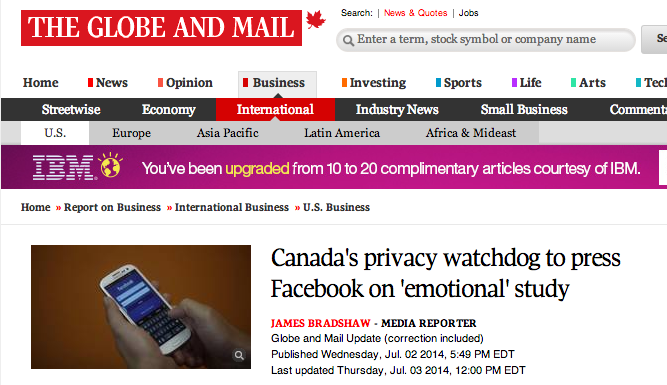 THE GLOBE AND MAIL
Search: | News & Quotes | Jobs
Enter a term, stock symbol or company name
Se
Home News Opinion Business Investing Sports Life Arts Tec
Streetwise Economy International Industry News Small Business Comment
U.S. Europe Asia Pacific Latin America Africa & Mideast
IBM. You've been upgraded from 10 to 20 complimentary articles courtesy of IBM.
Home » Report on Business » International Business » U.S. Business
Canada's privacy watchdog to press
Facebook on 'emotional' study
JAMES BRADSHAW - MEDIA REPORTER
Globe and Mail Update (correction included)
Published Wednesday, Jul. 02 2014, 5:49 PM EDT
Last updated Thursday, Jul. 03 2014, 12:00 PM EDT
facebook